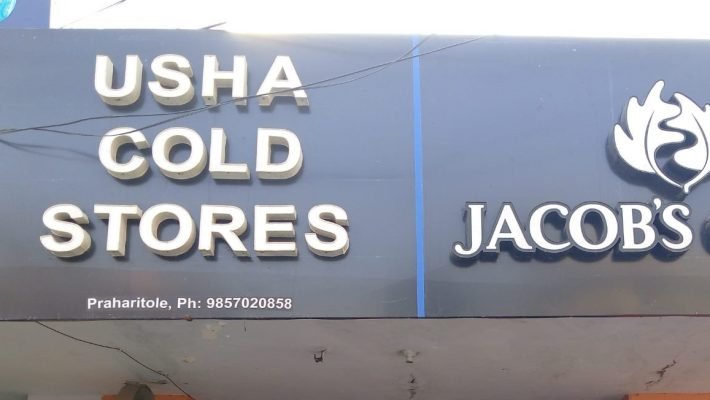 USHA
COLD
STORES
Praharitole, Ph: 9857020858
JACOB'S